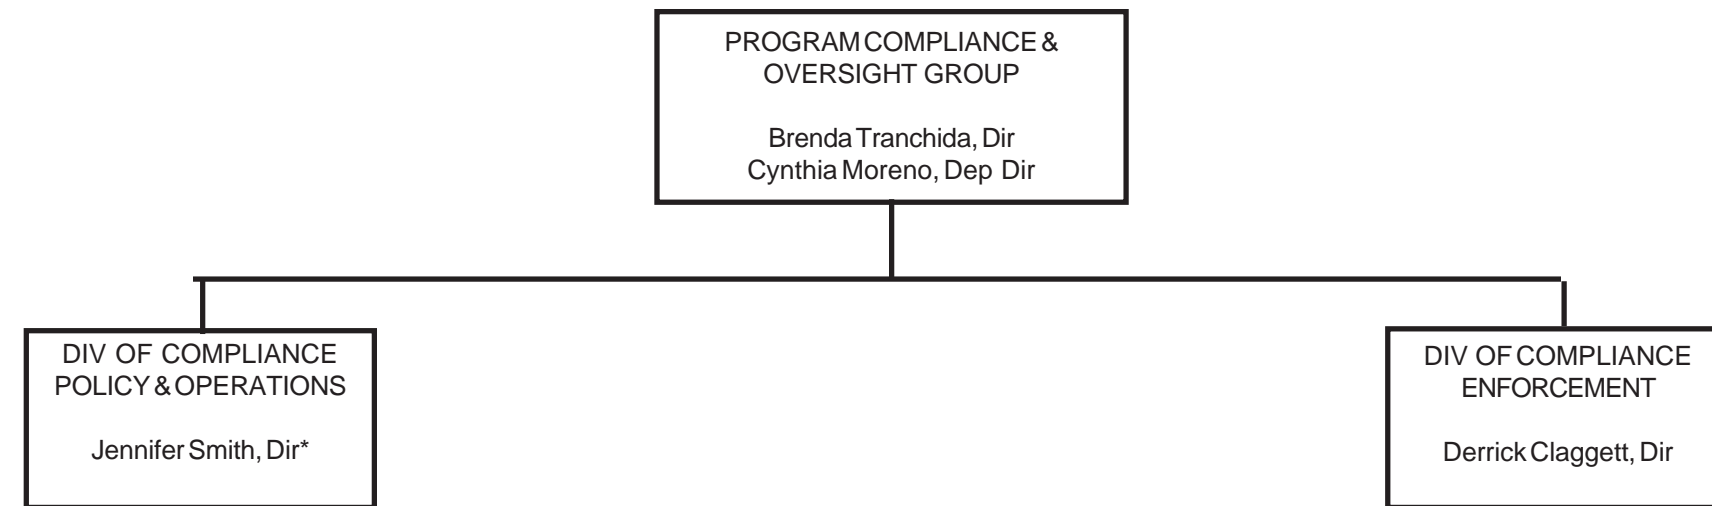 PROGRAM COMPLIANCE &
OVERSIGHT GROUP
Brenda Tranchida, Dir
Cynthia Moreno, Dep Dir
DIV OF COMPLIANCE
POLICY & OPERATIONS
Jennifer Smith, Dir*
DIV OF COMPLIANCE
ENFORCEMENT
Derrick Claggett, Dir